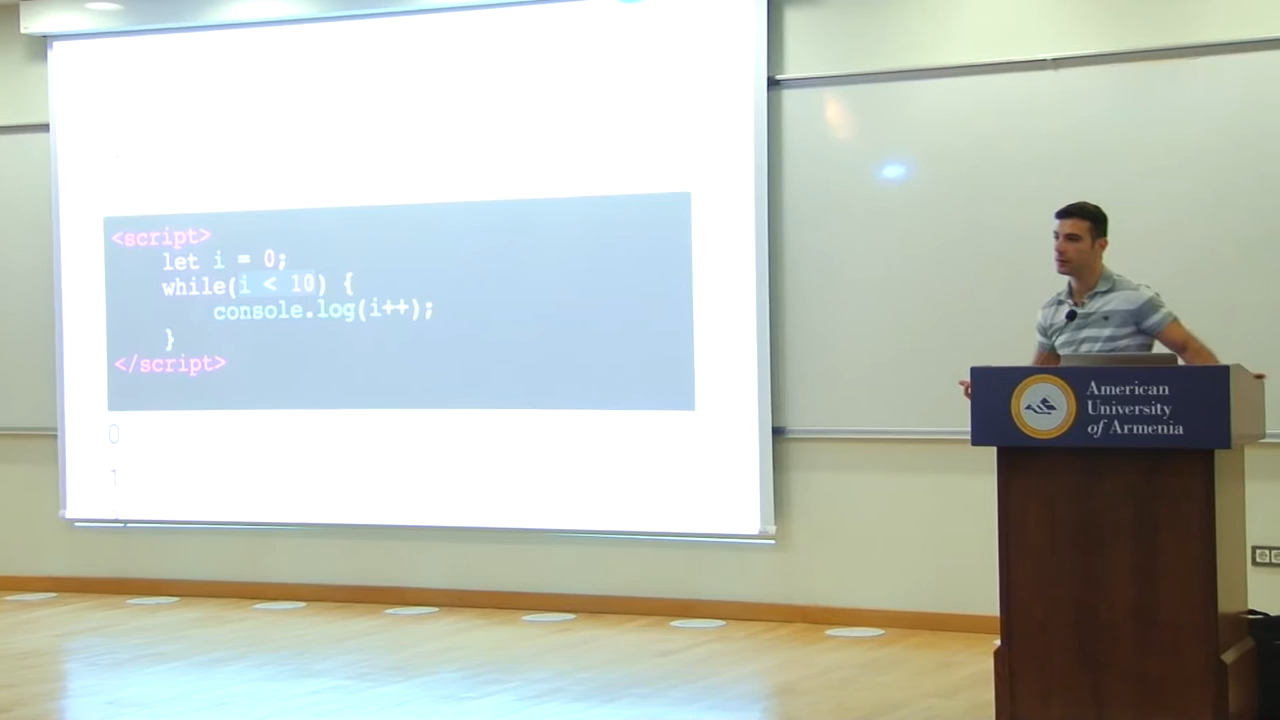 <script>
    let i = 0;
    while(i < 10) {
        console.log(i++);
    }
</script>
0
1
American
University
of Armenia